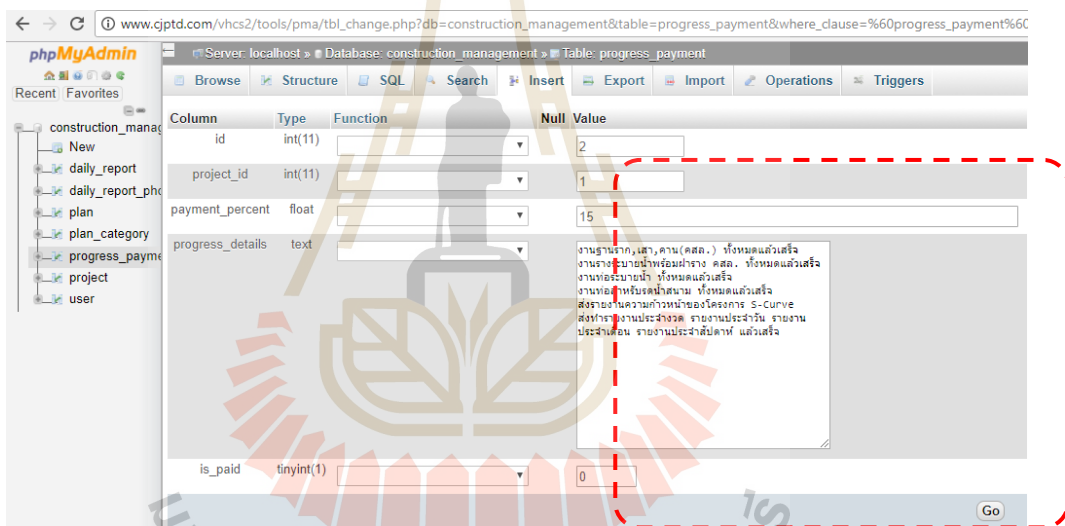 www.cjptd.com/vhcs2/tools/pma/tbl_change.php?db=construction_management&table=progress_payment&where_clause=%60progress_payment%60
phpMyAdmin
Server: localhost » Database: construction_management » Table: progress_payment
Recent Favorites
Browse Structure SQL Search Insert Export Import Operations Triggers
construction_manag
New
daily_report
daily_report_pho
plan
plan_category
progress_payme
project
user
Column Type Function Null Value
id int(11) 2
project_id int(11) 1
payment_percent float 15
progress_details text
งานฐานราก,เสา,คาน(คสล.) ทั้งหมดแล้วเสร็จ
งานรางระบายน้ำพร้อมฝาราง คสล. ทั้งหมดแล้วเสร็จ
งานท่อระบายน้ำ ทั้งหมดแล้วเสร็จ
งานท่อสำหรับรดน้ำสนาม ทั้งหมดแล้วเสร็จ
ส่งรายงานความก้าวหน้าของโครงการ S-Curve
ส่งทำรายงานประจำงวด รายงานประจำวัน รายงาน
ประจำเดือน รายงานประจำสัปดาห์ แล้วเสร็จ
is_paid tinyint(1) 0
Go